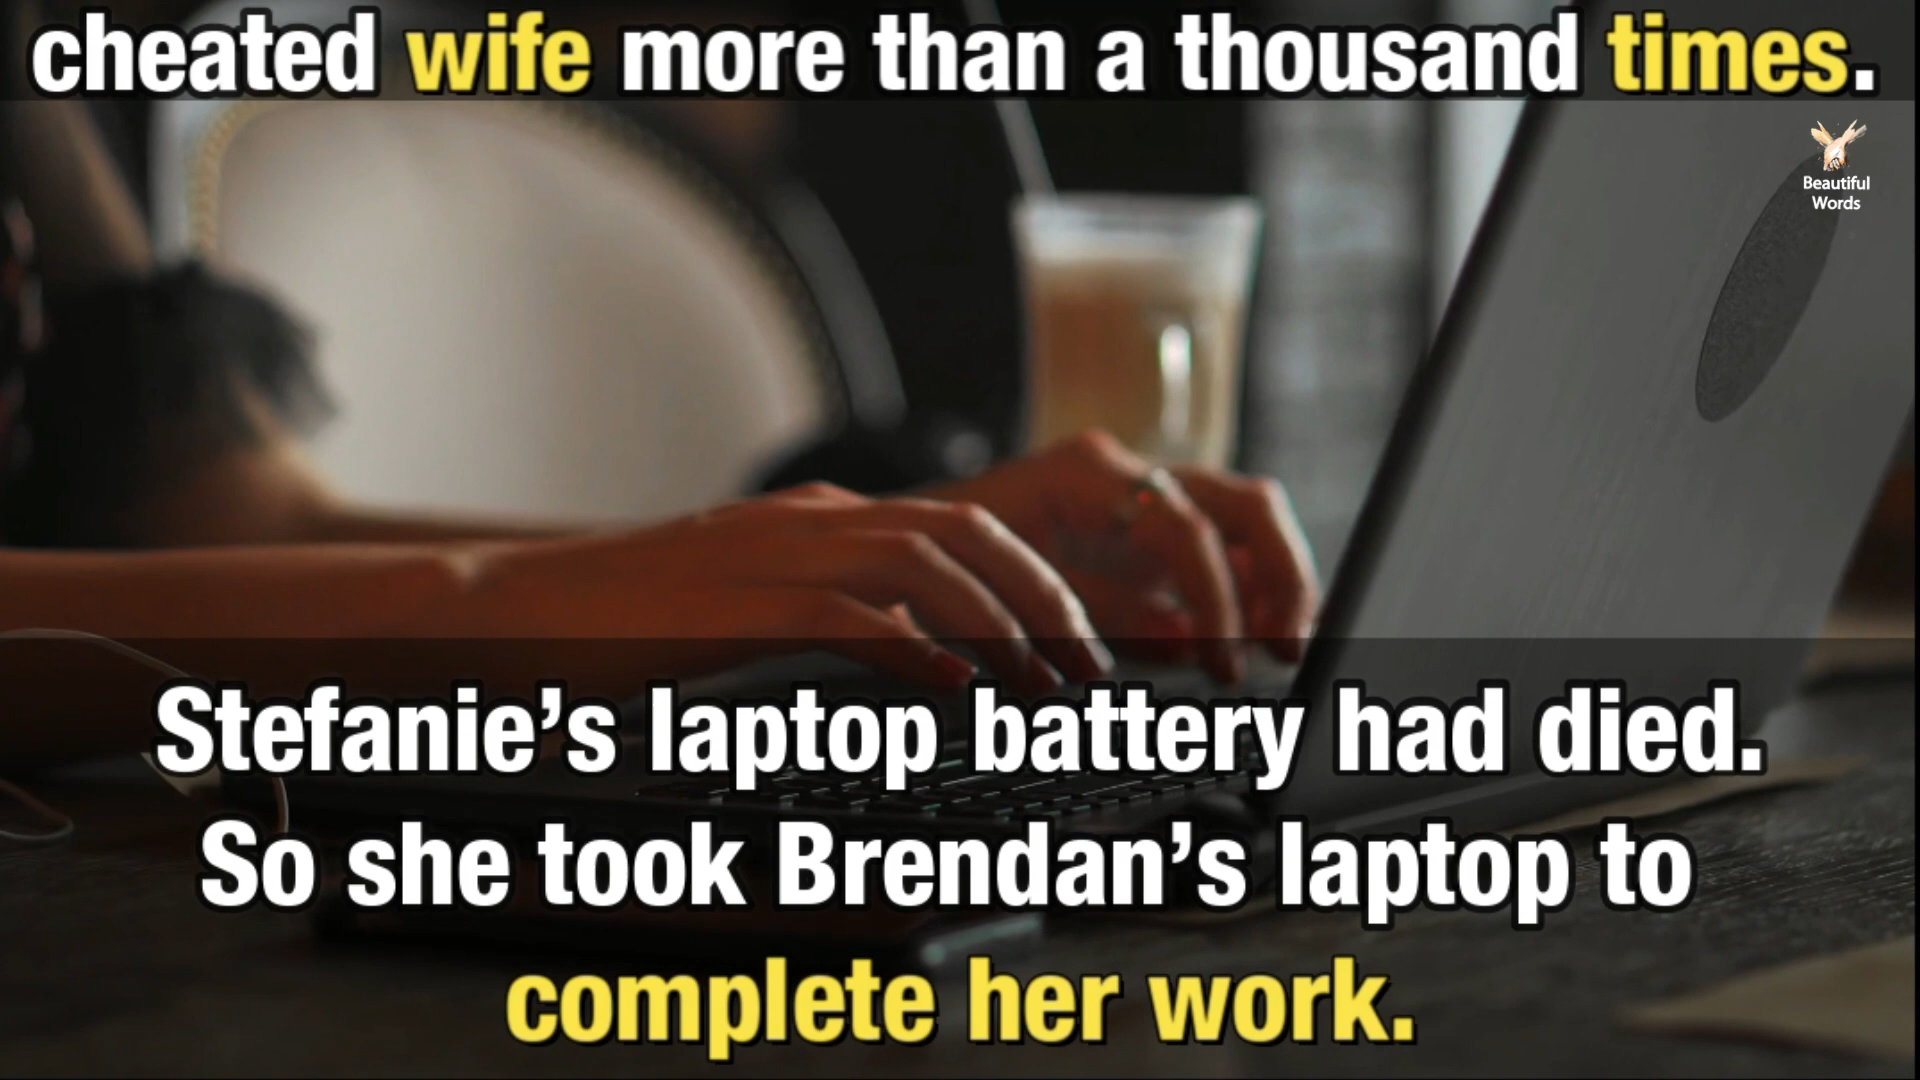 cheated wife more than a thousand times.
Beautiful
Words
Stefanie’s laptop battery had died.
So she took Brendan’s laptop to
complete her work.